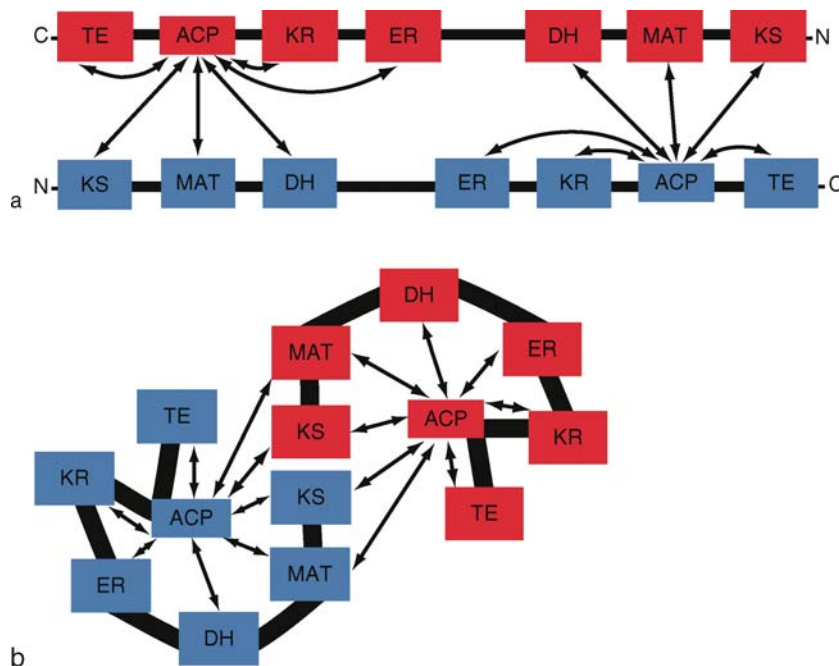 C TE ACP KR ER DH MAT KS N
N KS MAT DH ER KR ACP TE C
a
DH
MAT ER
TE KS ACP KR
KR KS
ACP TE
ER MAT
DH
b